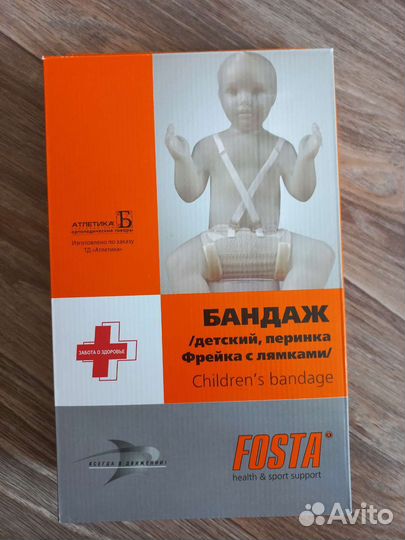 АТЛЕТИКА
ортопедические товары
Б
Изготовлено по заказу
ТД «Атлетика»
ЗАБОТА О ЗДОРОВЬЕ
БАНДАЖ
/детский, перинка
Фрейка с лямками/
Children's bandage
ВСЕГДА В ДВИЖЕНИИ!
FOSTA®
health & sport support
Avito